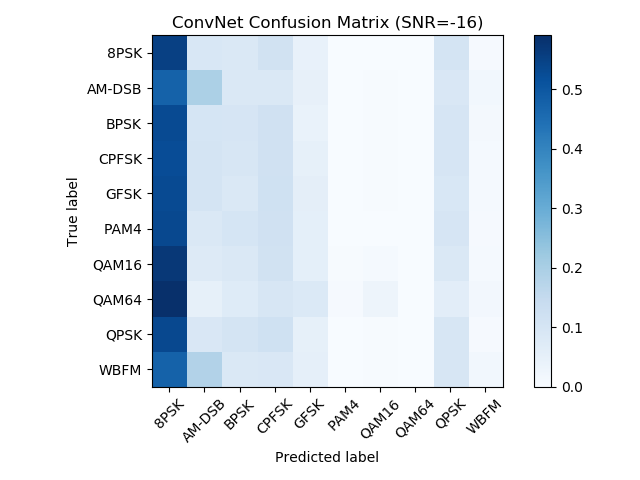 ConvNet Confusion Matrix (SNR=-16)
8PSK
AM-DSB
BPSK
CPFSK
GFSK
PAM4
QAM16
QAM64
QPSK
WBFM
True label
8PSK
AM-DSB
BPSK
CPFSK
GFSK
PAM4
QAM16
QAM64
QPSK
WBFM
Predicted label
0.5
0.4
0.3
0.2
0.1
0.0